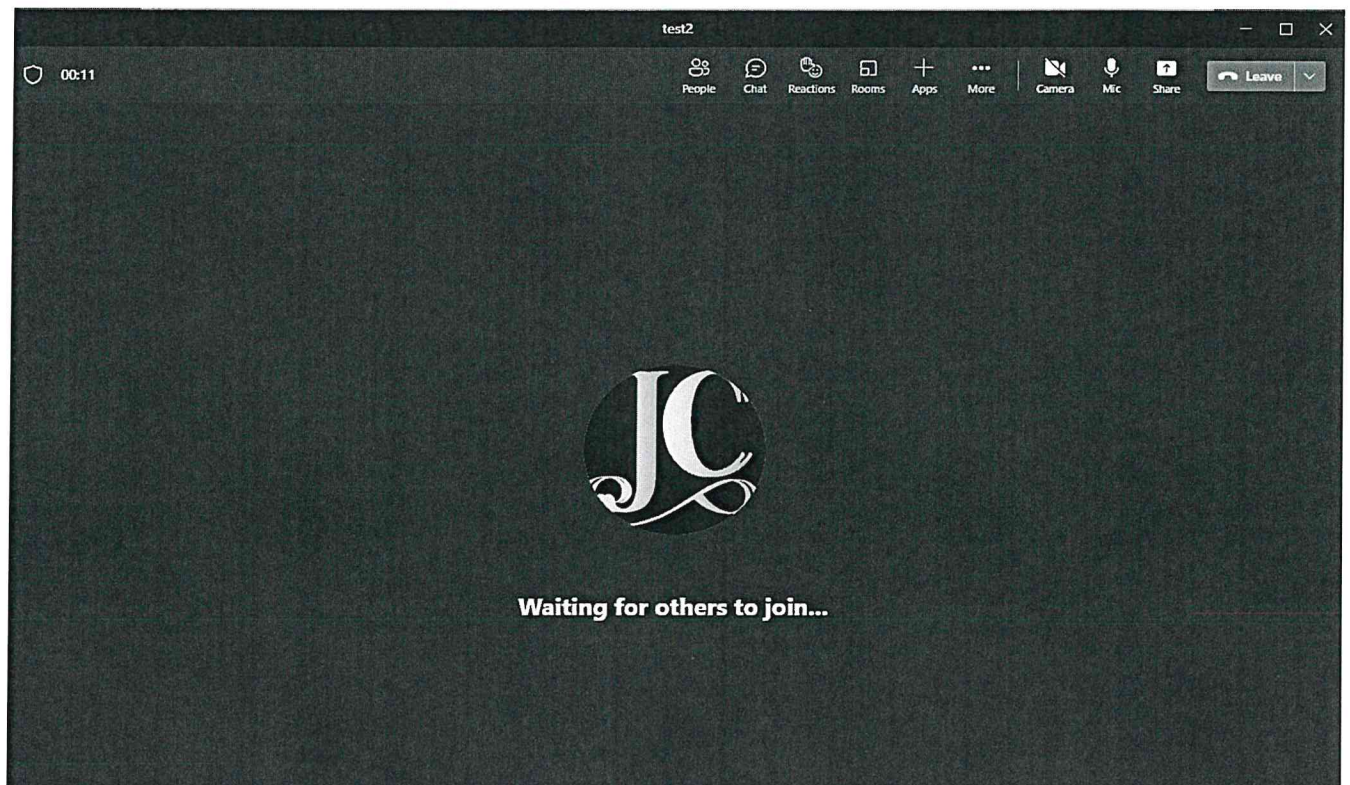 test2
00:11
People Chat Reactions Rooms Apps More Camera Mic Share Leave
JC
Waiting for others to join...